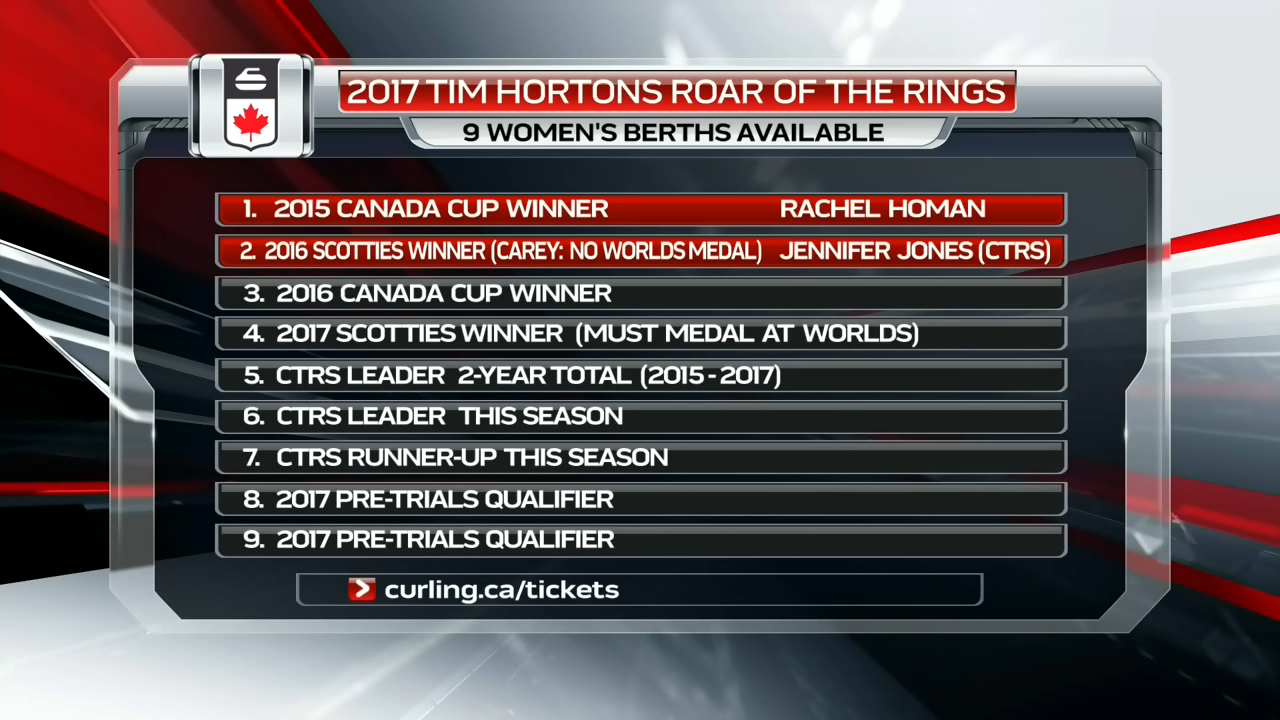 2017 TIM HORTONS ROAR OF THE RINGS
9 WOMEN'S BERTHS AVAILABLE
1. 2015 CANADA CUP WINNER RACHEL HOMAN
2. 2016 SCOTTIES WINNER (CAREY: NO WORLDS MEDAL) JENNIFER JONES (CTRS)
3. 2016 CANADA CUP WINNER
4. 2017 SCOTTIES WINNER (MUST MEDAL AT WORLDS)
5. CTRS LEADER 2-YEAR TOTAL (2015-2017)
6. CTRS LEADER THIS SEASON
7. CTRS RUNNER-UP THIS SEASON
8. 2017 PRE-TRIALS QUALIFIER
9. 2017 PRE-TRIALS QUALIFIER
curling.ca/tickets